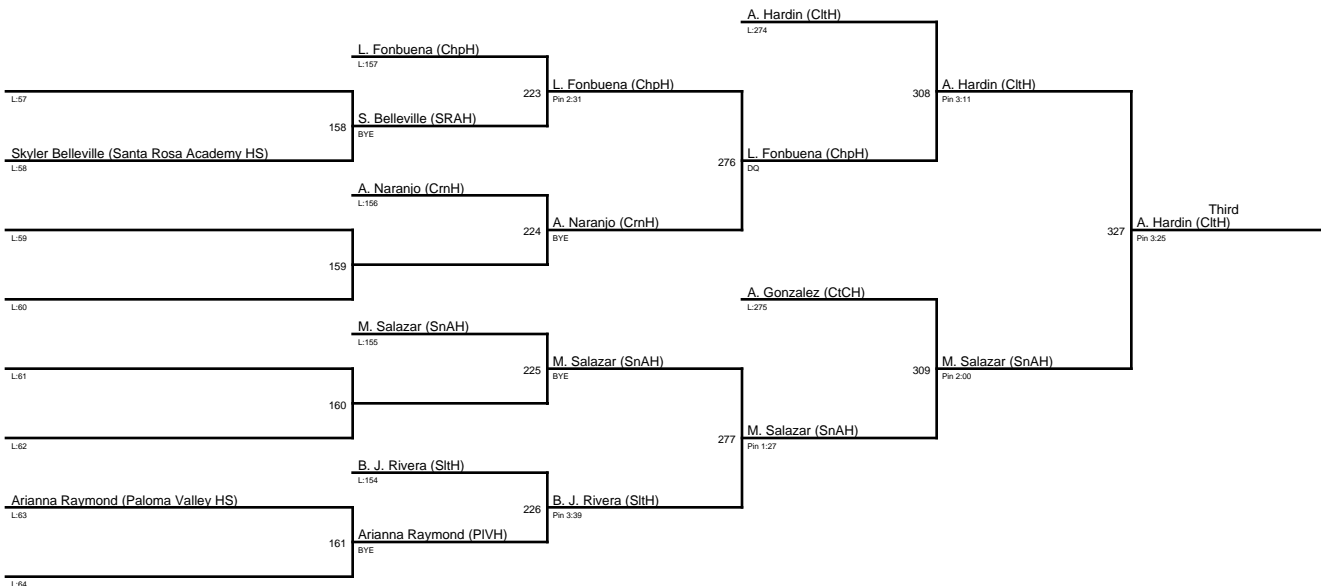 A. Hardin (CltH)
L:274
L. Fonbuena (ChpH)
L:157
L:57
223
L. Fonbuena (ChpH)
Pin 2:31
308
A. Hardin (CltH)
Pin 3:11
158
S. Belleville (SRAH)
BYE
Skyler Belleville (Santa Rosa Academy HS)
L:58
276
L. Fonbuena (ChpH)
DQ
A. Naranjo (CrnH)
L:156
Third
L:59
224
A. Naranjo (CrnH)
BYE
327
A. Hardin (CltH)
Pin 3:25
159
L:60
A. Gonzalez (CtCH)
L:275
M. Salazar (SnAH)
L:155
L:61
225
M. Salazar (SnAH)
BYE
309
M. Salazar (SnAH)
Pin 2:00
160
L:62
277
M. Salazar (SnAH)
Pin 1:27
B. J. Rivera (SltH)
L:154
Arianna Raymond (Paloma Valley HS)
L:63
226
B. J. Rivera (SltH)
Pin 3:39
161
Arianna Raymond (PlVH)
BYE
L:64